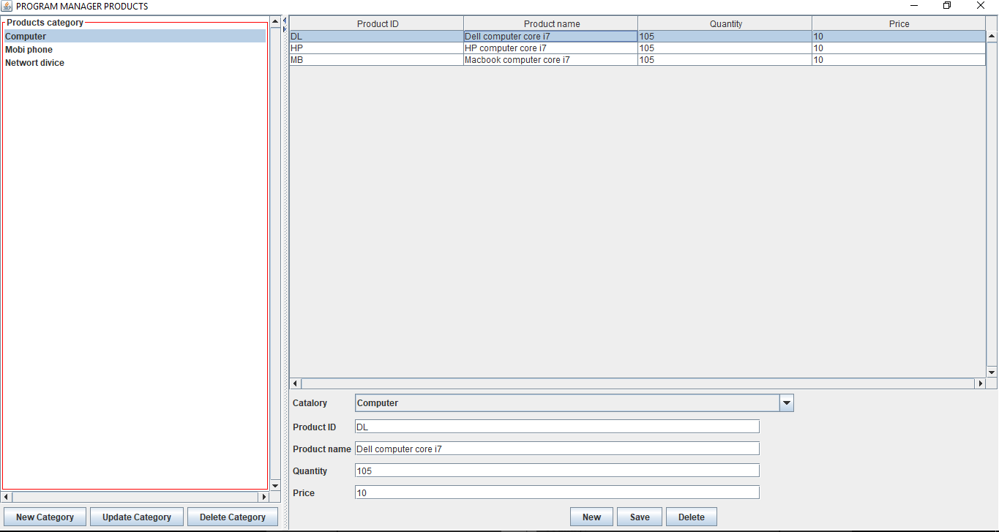 PROGRAM MANAGER PRODUCTS
Products category
Computer
Mobi phone
Networt divice
New Category Update Category Delete Category
Product ID Product name Quantity Price
DL Dell computer core i7 105 10
HP HP computer core i7 105 10
MB Macbook computer core i7 105 10
Catalory Computer
Product ID DL
Product name Dell computer core i7
Quantity 105
Price 10
New Save Delete